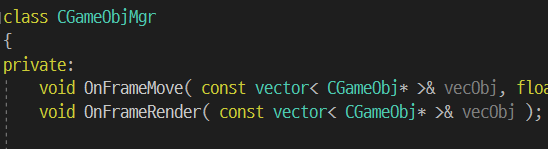 class CGameObjMgr
{
private:
void OnFrameMove( const vector< CGameObj* >& vecObj,
void OnFrameRender( const vector< CGameObj* >& vecObj );